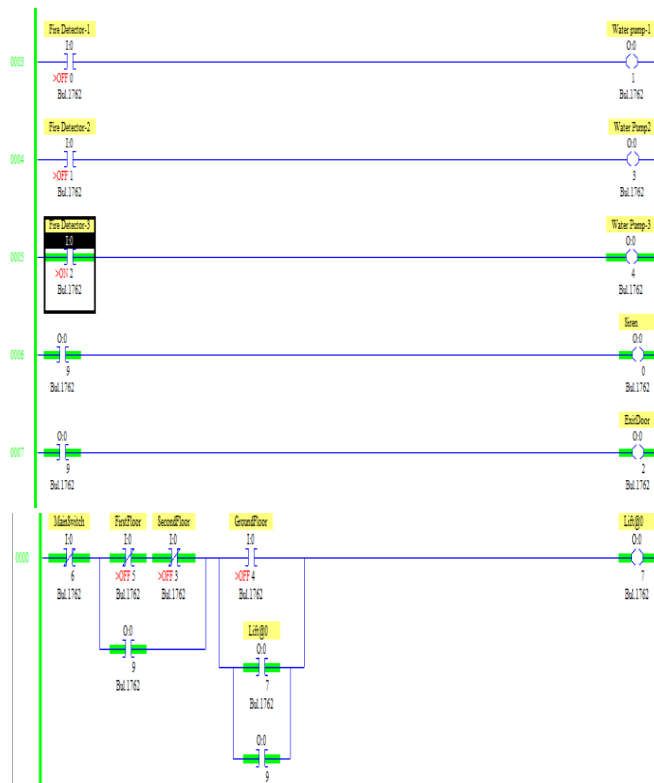 Fire Detector-1 Water pump-1
I:0 O:0
0003
>OFF 0 1
Bul.1762 Bul.1762
Fire Detector-2 Water Pump2
I:0 O:0
0004
>OFF 1 3
Bul.1762 Bul.1762
Fire Detector-3 Water Pump-3
I:0 O:0
0005
>ON 2 4
Bul.1762 Bul.1762
Siren
O:0 O:0
0006
9 0
Bul.1762 Bul.1762
ExitDoor
O:0 O:0
0007
9 2
Bul.1762 Bul.1762
MainSwitch FirstFloor SecondFloor GroundFloor Lift@0
I:0 I:0 I:0 I:0 O:0
0000
6 >OFF 5 >OFF 3 >OFF 4 7
Bul.1762 Bul.1762 Bul.1762 Bul.1762 Bul.1762
O:0 Lift@0
9 O:0
Bul.1762 7
Bul.1762
O:0
9